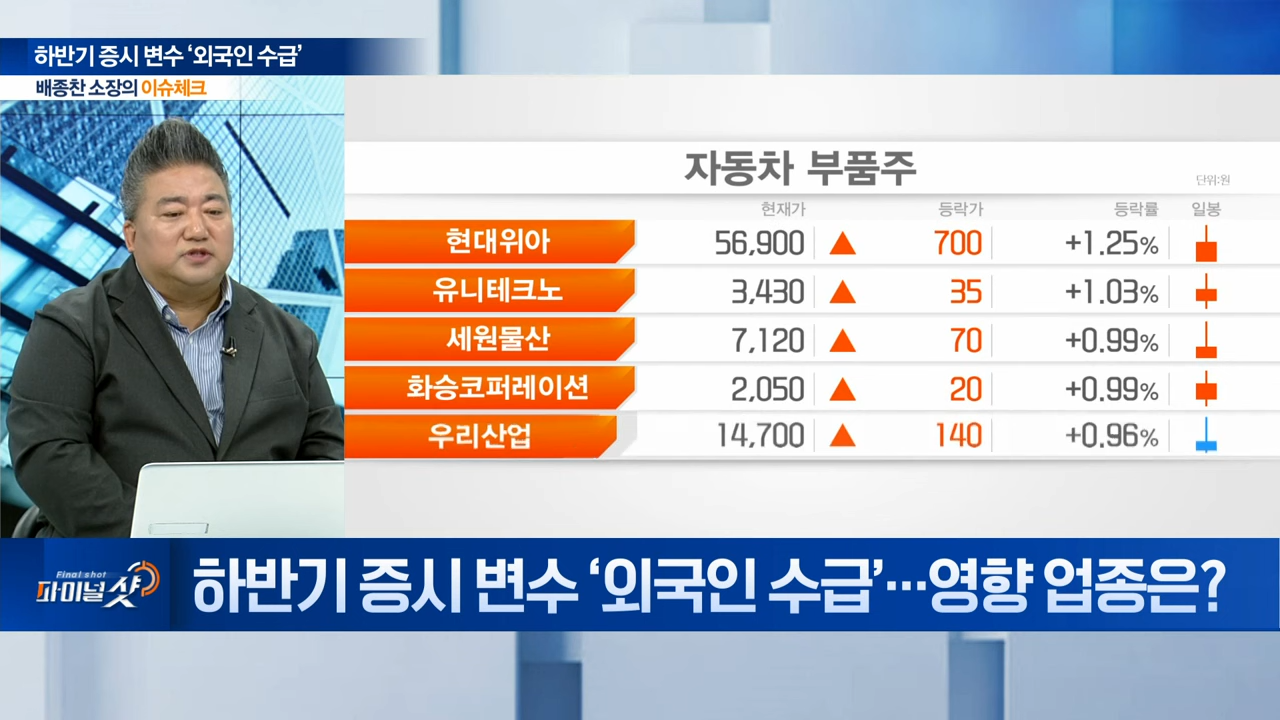 하반기 증시 변수 ‘외국인 수급’
배종찬 소장의 이슈체크
자동차 부품주
단위:원
현재가 등락가 등락률 일봉
현대위아 56,900 ▲ 700 +1.25%
유니테크노 3,430 ▲ 35 +1.03%
세원물산 7,120 ▲ 70 +0.99%
화승코퍼레이션 2,050 ▲ 20 +0.99%
우리산업 14,700 ▲ 140 +0.96%
Final shot
파이널샷
하반기 증시 변수 ‘외국인 수급’…영향 업종은?